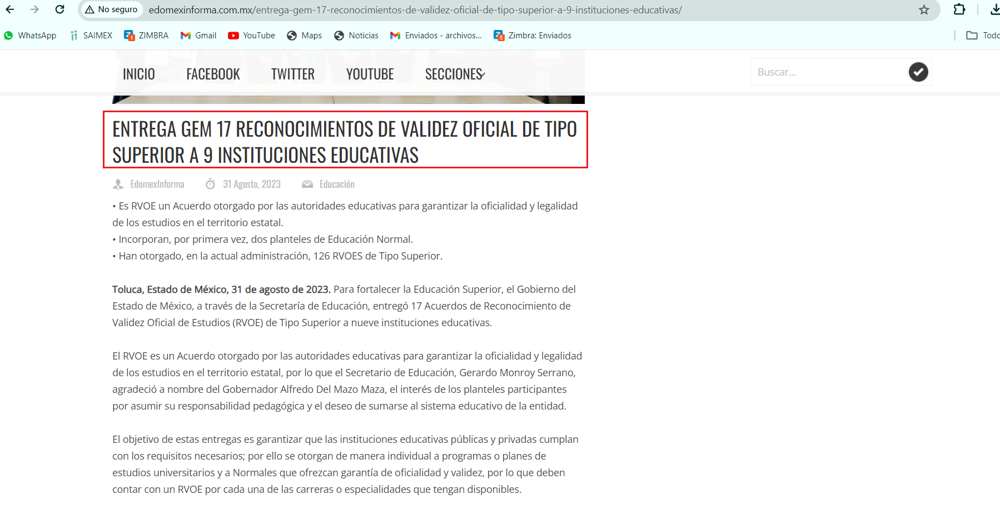 No seguro
edomexinforma.com.mx/entrega-gem-17-reconocimientos-de-validez-oficial-de-tipo-superior-a-9-instituciones-educativas/
WhatsApp SAIMEX ZIMBRA Gmail YouTube Maps Noticias Enviados - archivos... Zimbra: Enviados Todo
INICIO FACEBOOK TWITTER YOUTUBE SECCIONES
Buscar...
ENTREGA GEM 17 RECONOCIMIENTOS DE VALIDEZ OFICIAL DE TIPO
SUPERIOR A 9 INSTITUCIONES EDUCATIVAS
EdomexInforma 31 Agosto, 2023 Educación
• Es RVOE un Acuerdo otorgado por las autoridades educativas para garantizar la oficialidad y legalidad
de los estudios en el territorio estatal.
• Incorporan, por primera vez, dos planteles de Educación Normal.
• Han otorgado, en la actual administración, 126 RVOES de Tipo Superior.
Toluca, Estado de México, 31 de agosto de 2023. Para fortalecer la Educación Superior, el Gobierno del
Estado de México, a través de la Secretaría de Educación, entregó 17 Acuerdos de Reconocimiento de
Validez Oficial de Estudios (RVOE) de Tipo Superior a nueve instituciones educativas.
El RVOE es un Acuerdo otorgado por las autoridades educativas para garantizar la oficialidad y legalidad
de los estudios en el territorio estatal, por lo que el Secretario de Educación, Gerardo Monroy Serrano,
agradeció a nombre del Gobernador Alfredo Del Mazo Maza, el interés de los planteles participantes
por asumir su responsabilidad pedagógica y el deseo de sumarse al sistema educativo de la entidad.
El objetivo de estas entregas es garantizar que las instituciones educativas públicas y privadas cumplan
con los requisitos necesarios; por ello se otorgan de manera individual a programas o planes de
estudios universitarios y a Normales que ofrezcan garantía de oficialidad y validez, por lo que deben
contar con un RVOE por cada una de las carreras o especialidades que tengan disponibles.